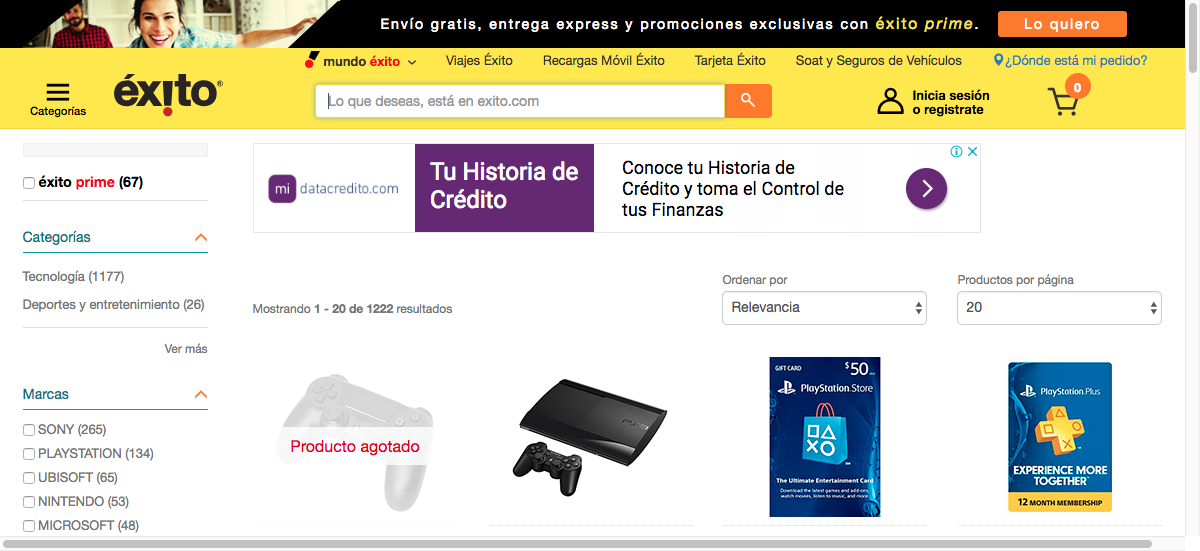 Envío gratis, entrega express y promociones exclusivas con éxito prime.
Lo quiero
mundo éxito
Viajes Éxito
Recargas Móvil Éxito
Tarjeta Éxito
Soat y Seguros de Vehículos
¿Dónde está mi pedido?
Categorías
éxito®
Lo que deseas, está en exito.com
Inicia sesión
o registrate
0
éxito prime (67)
Categorías
Tecnología (1177)
Deportes y entretenimiento (26)
Ver más
Marcas
SONY (265)
PLAYSTATION (134)
UBISOFT (65)
NINTENDO (53)
MICROSOFT (48)
mi datacredito.com
Tu Historia de
Crédito
Conoce tu Historia de
Crédito y toma el Control de
tus Finanzas
Mostrando 1 - 20 de 1222 resultados
Ordenar por
Relevancia
Productos por página
20
Producto agotado
PS3
GIFT CARD
$50
PlayStation Store
The Ultimate Entertainment Card
Download the latest games and add-ons,
watch movies, listen to music, and more.
PlayStation Plus
EXPERIENCE MORE
TOGETHER™
12 MONTH MEMBERSHIP